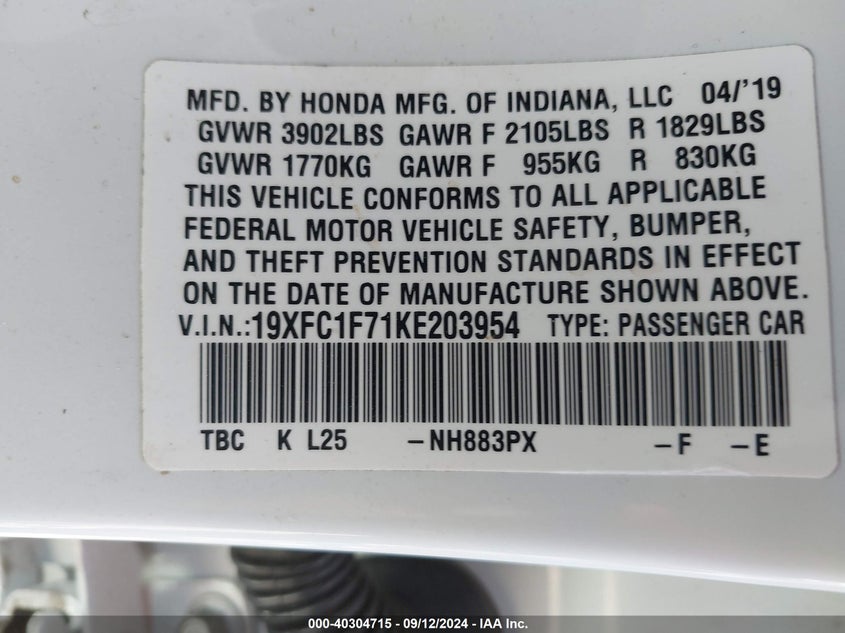 MFD. BY HONDA MFG. OF INDIANA, LLC 04/'19
GVWR 3902LBS GAWR F 2105LBS R 1829LBS
GVWR 1770KG GAWR F 955KG R 830KG
THIS VEHICLE CONFORMS TO ALL APPLICABLE
FEDERAL MOTOR VEHICLE SAFETY, BUMPER,
AND THEFT PREVENTION STANDARDS IN EFFECT
ON THE DATE OF MANUFACTURE SHOWN ABOVE.
V.I.N.:19XFC1F71KE203954 TYPE: PASSENGER CAR
TBC K L25 -NH883PX -F -E
000-40304715 - 09/12/2024 - IAA Inc.